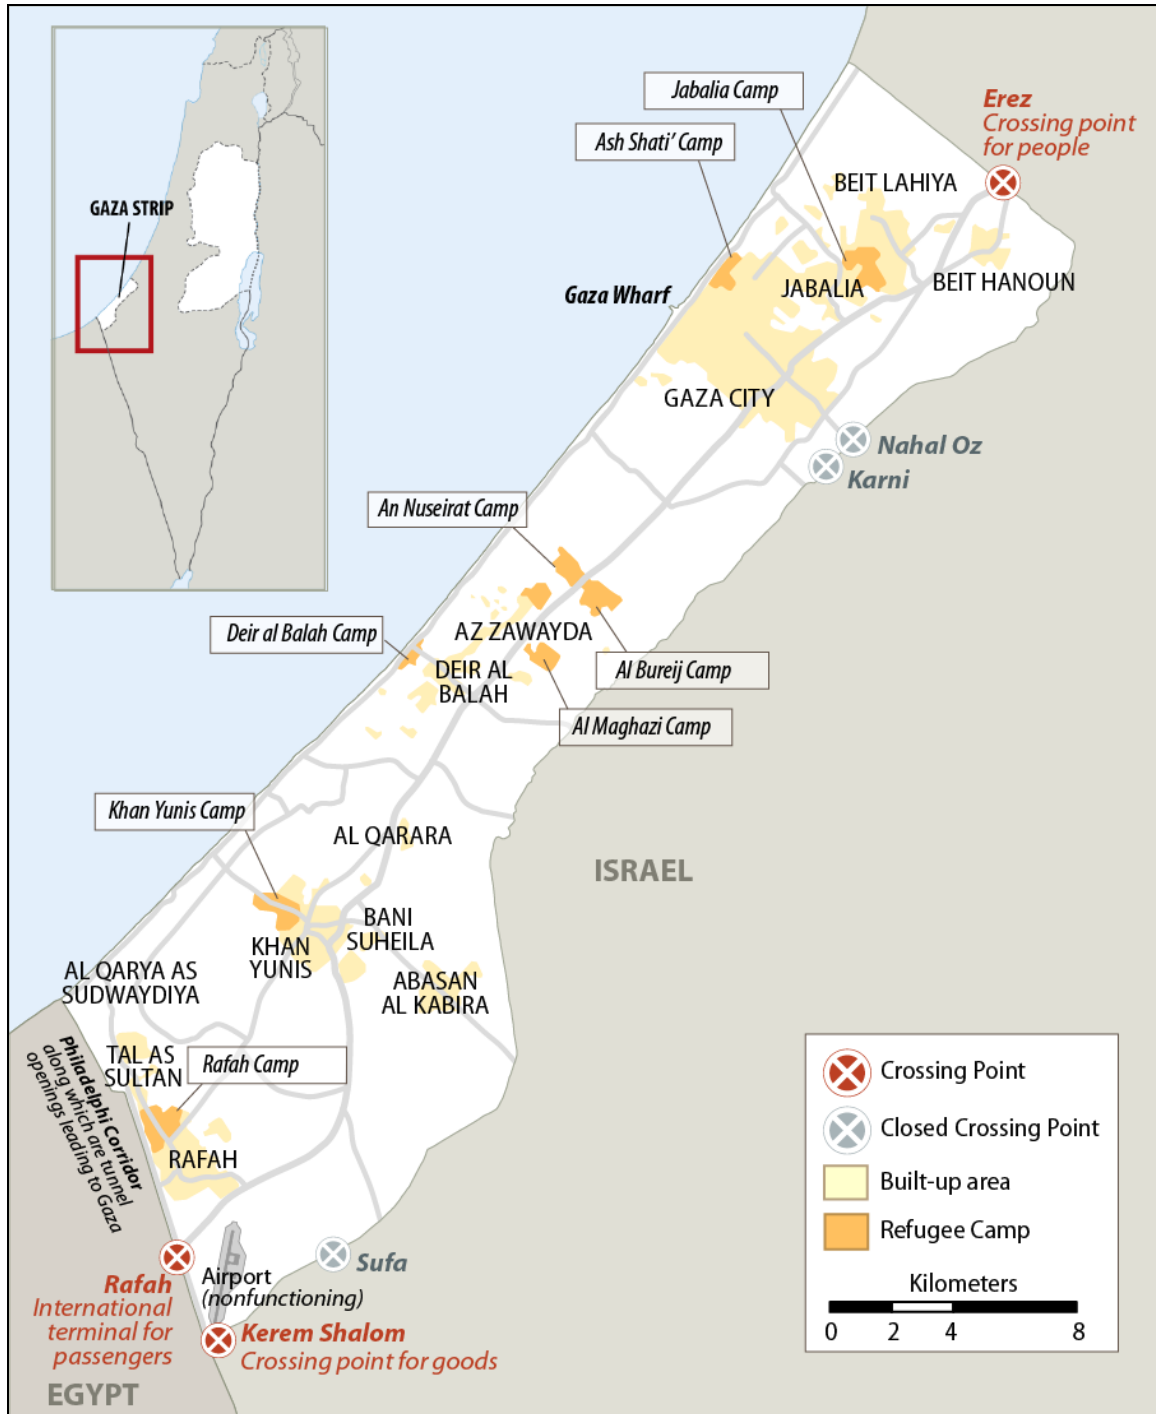 GAZA STRIP
Jabalia Camp
Ash Shati’ Camp
Erez
Crossing point
for people
BEIT LAHIYA
JABALIA
BEIT HANOUN
Gaza Wharf
GAZA CITY
Nahal Oz
Karni
An Nuseirat Camp
Deir al Balah Camp
AZ ZAWAYDA
DEIR AL
BALAH
Al Bureij Camp
Al Maghazi Camp
Khan Yunis Camp
AL QARARA
ISRAEL
BANI
SUHEILA
KHAN
YUNIS
ABASAN
AL KABIRA
AL QARYA AS
SUDWAYDIYA
Philadelphi Corridor
along which are tunnel
openings leading to Gaza
TAL AS
SULTAN
Rafah Camp
RAFAH
Sufa
Airport
(nonfunctioning)
Rafah
International
terminal for
passengers
Kerem Shalom
Crossing point for goods
EGYPT
Crossing Point
Closed Crossing Point
Built-up area
Refugee Camp
Kilometers
0 2 4 8